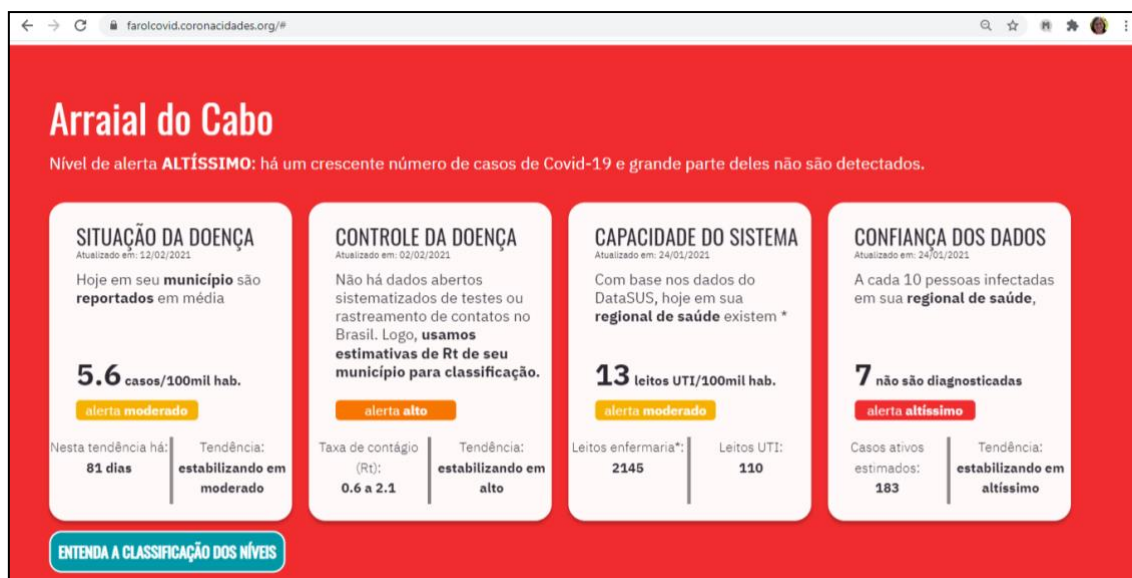 farolcovid.coronacidades.org/#
Arraial do Cabo
Nível de alerta ALTÍSSIMO: há um crescente número de casos de Covid-19 e grande parte deles não são detectados.
SITUAÇÃO DA DOENÇA
Atualizado em: 12/02/2021
Hoje em seu município são
reportados em média
5.6 casos/100mil hab.
alerta moderado
Nesta tendência há:
81 dias
Tendência:
estabilizando em
moderado
CONTROLE DA DOENÇA
Atualizado em: 02/02/2021
Não há dados abertos
sistematizados de testes ou
rastreamento de contatos no
Brasil. Logo, usamos
estimativas de Rt de seu
município para classificação.
alerta alto
Taxa de contágio
(Rt):
0.6 a 2.1
Tendência:
estabilizando em
alto
CAPACIDADE DO SISTEMA
Atualizado em: 24/01/2021
Com base nos dados do
DataSUS, hoje em sua
regional de saúde existem *
13 leitos UTI/100mil hab.
alerta moderado
Leitos enfermaria*:
2145
Leitos UTI:
110
CONFIANÇA DOS DADOS
Atualizado em: 24/01/2021
A cada 10 pessoas infectadas
em sua regional de saúde,
7 não são diagnosticadas
alerta altíssimo
Casos ativos
estimados:
183
Tendência:
estabilizando em
altíssimo
ENTENDA A CLASSIFICAÇÃO DOS NÍVEIS